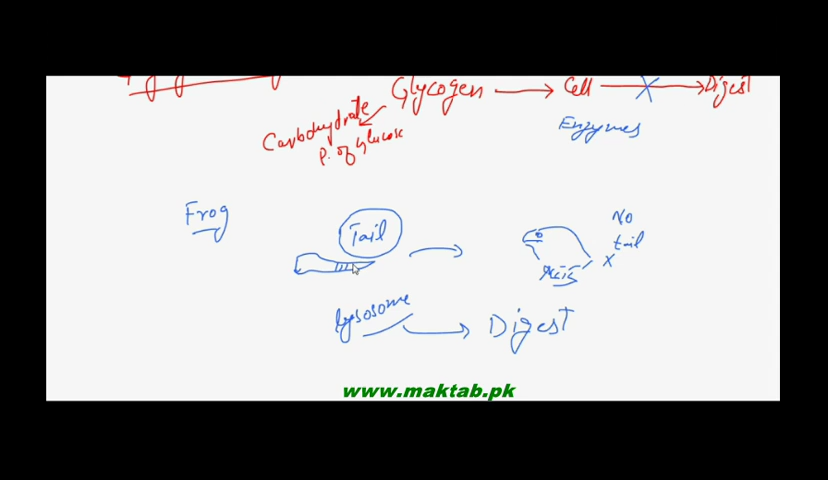 Glycogen → Cell → Digest
Carbohydrate
P. of Glucose
Enzymes
Frog
Tail
No
tail
x
lysosome → Digest
www.maktab.pk